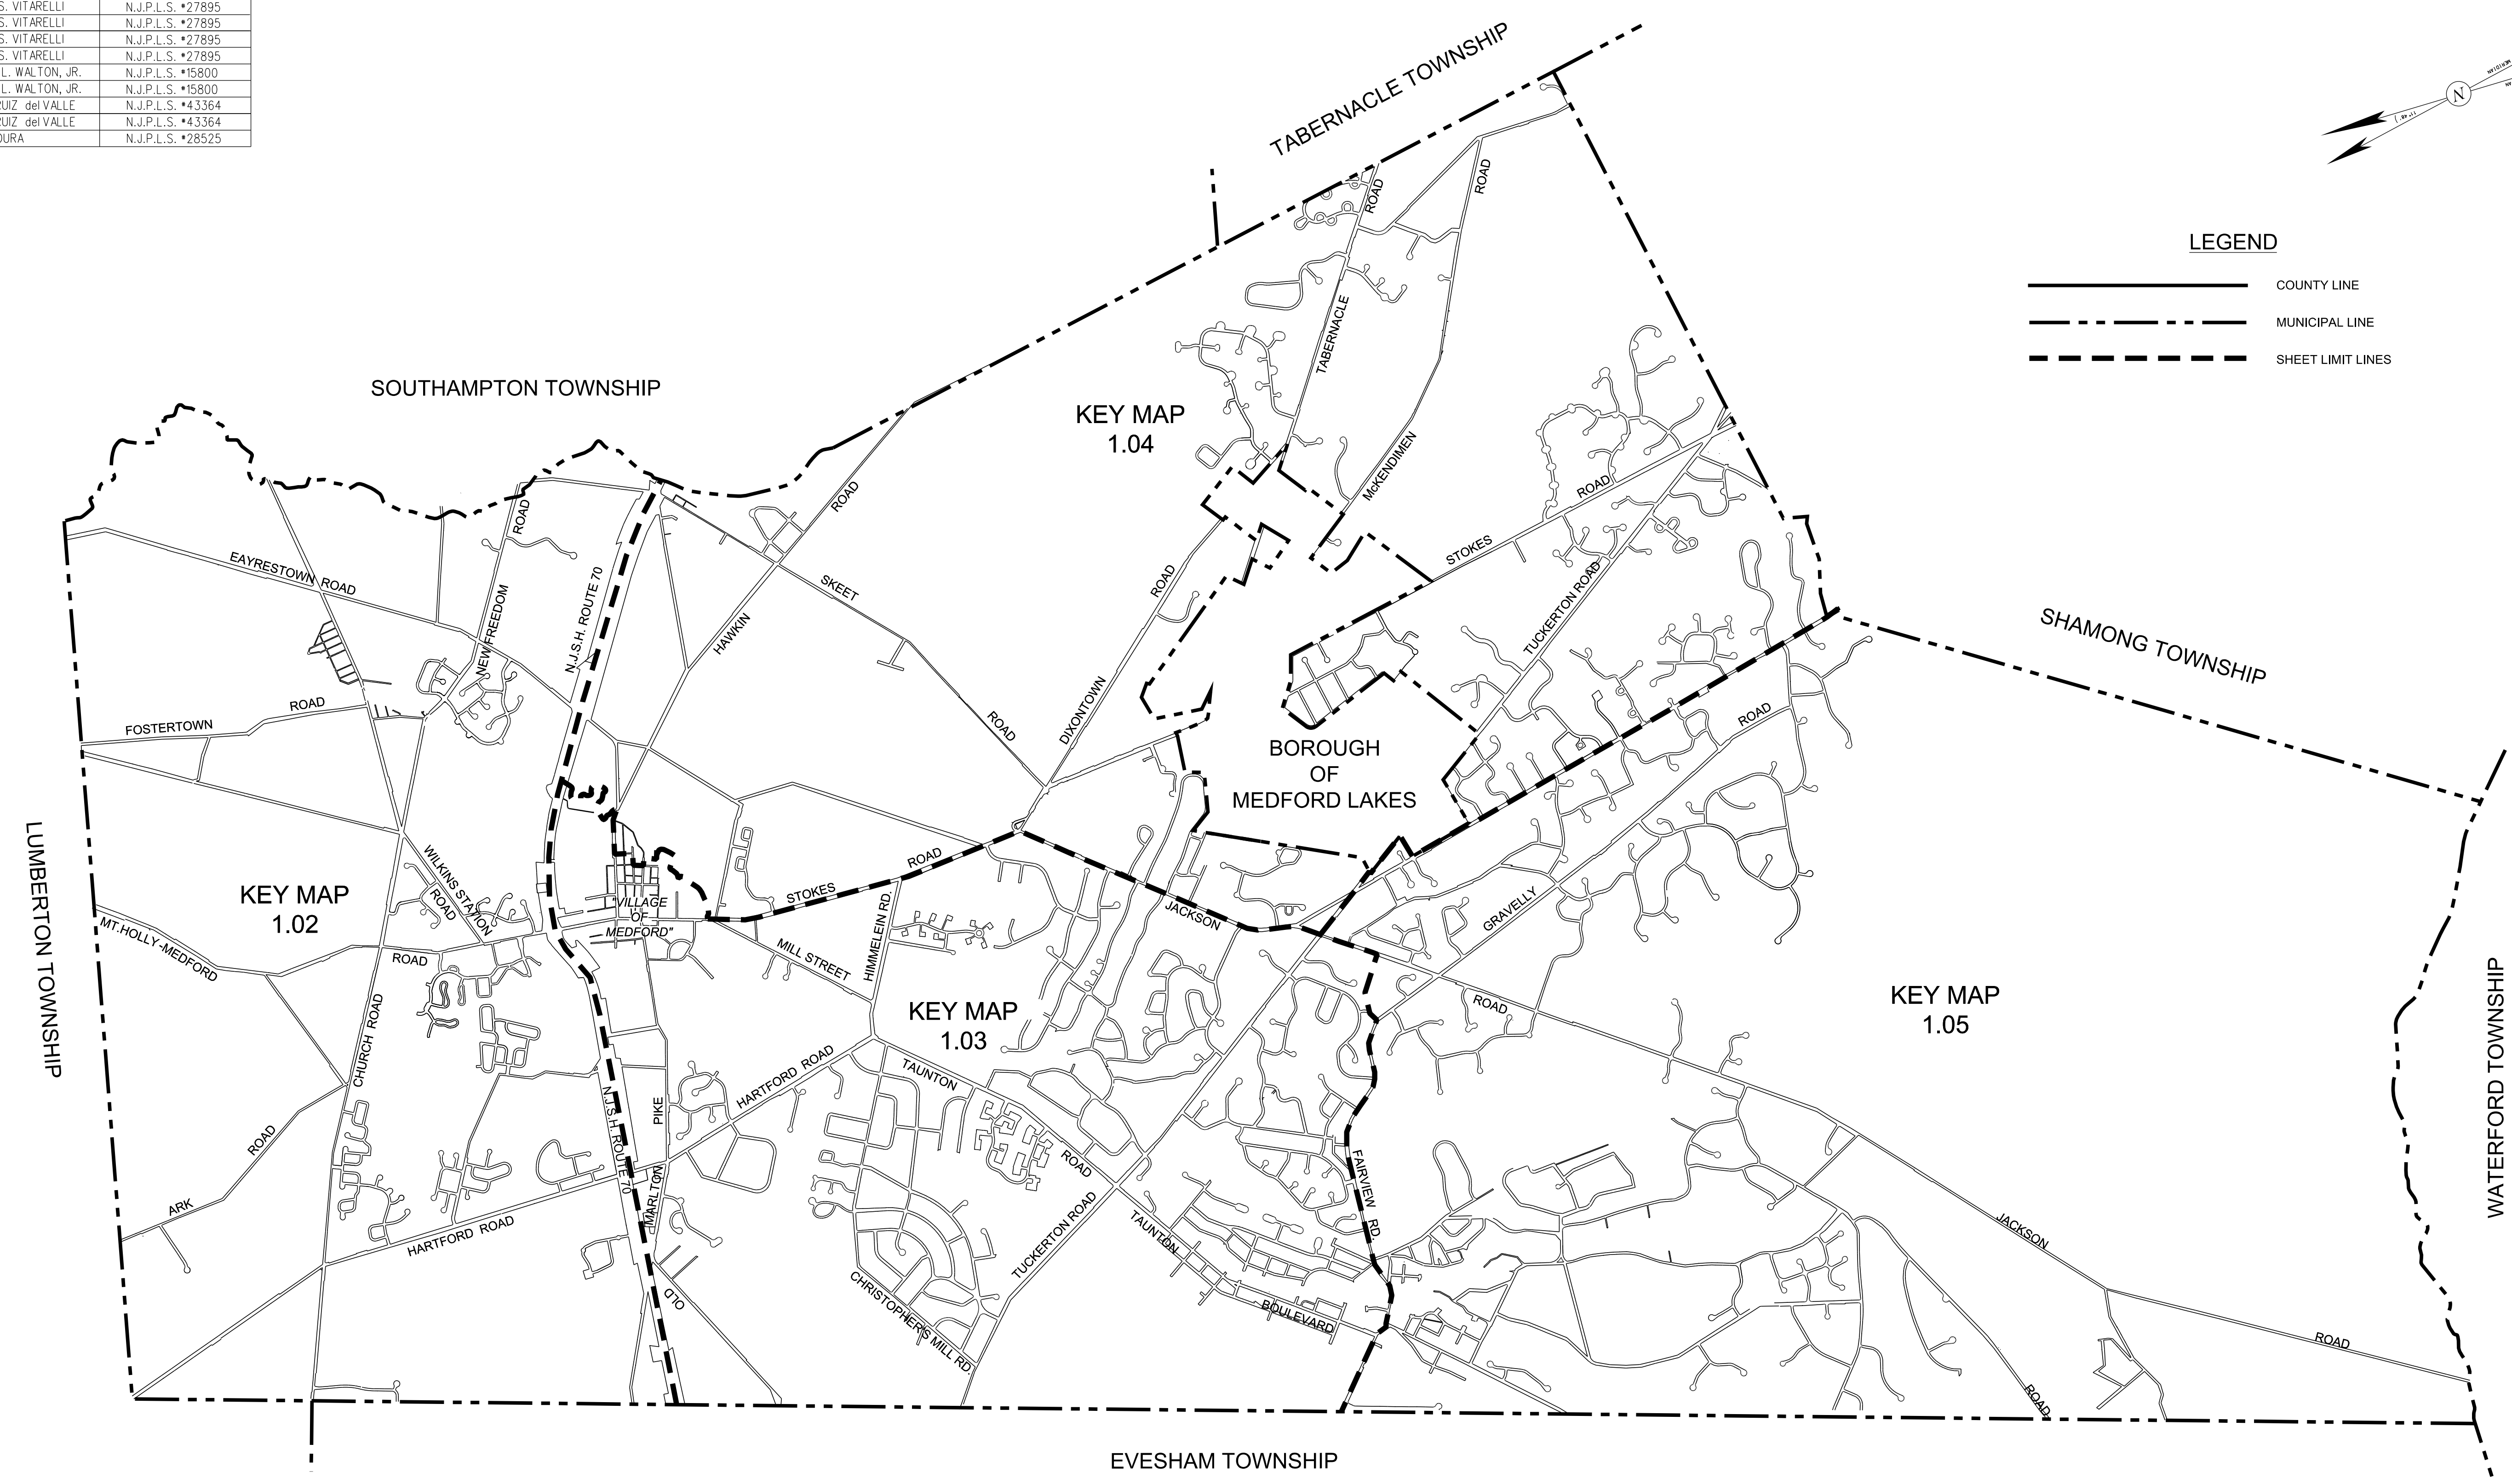 S. VITARELLI N.J.P.L.S. #27895
S. VITARELLI N.J.P.L.S. #27895
S. VITARELLI N.J.P.L.S. #27895
S. VITARELLI N.J.P.L.S. #27895
L. WALTON, JR. N.J.P.L.S. #15800
L. WALTON, JR. N.J.P.L.S. #15800
RUIZ del VALLE N.J.P.L.S. #43364
RUIZ del VALLE N.J.P.L.S. #43364
N.J.P.L.S. #28525
TABERNACLE TOWNSHIP
MERIDIAN
N
LEGEND
COUNTY LINE
MUNICIPAL LINE
SHEET LIMIT LINES
SOUTHAMPTON TOWNSHIP
KEY MAP
1.04
ROAD
ROAD
TABERNACLE
McKENDIMEN
ROAD
STOKES
TUCKERTON ROAD
SHAMONG TOWNSHIP
EAYRESTOWN ROAD
ROAD
NEW FREEDOM
N.J.S.H. ROUTE 70
ROAD
HAWKIN
SKEET
ROAD
ROAD
DIXONTOWN
FOSTERTOWN
ROAD
BOROUGH
OF
MEDFORD LAKES
ROAD
GRAVELLY
LUMBERTON TOWNSHIP
KEY MAP
1.02
WILKINS STATION
ROAD
MT.HOLLY-MEDFORD
ROAD
"VILLAGE
OF
MEDFORD"
STOKES
ROAD
MILL STREET
HIMMELEIN RD.
JACKSON
ROAD
KEY MAP
1.03
KEY MAP
1.05
WATERFORD TOWNSHIP
CHURCH ROAD
ROAD
ARK
HARTFORD ROAD
N.J.S.H. ROUTE 70
PIKE
MARLTON
OLD
HARTFORD ROAD
TAUNTON
ROAD
TUCKERTON ROAD
CHRISTOPHER'S MILL RD.
TAUNTON
BOULEVARD
FAIRVIEW RD.
JACKSON
ROAD
ROAD
EVESHAM TOWNSHIP